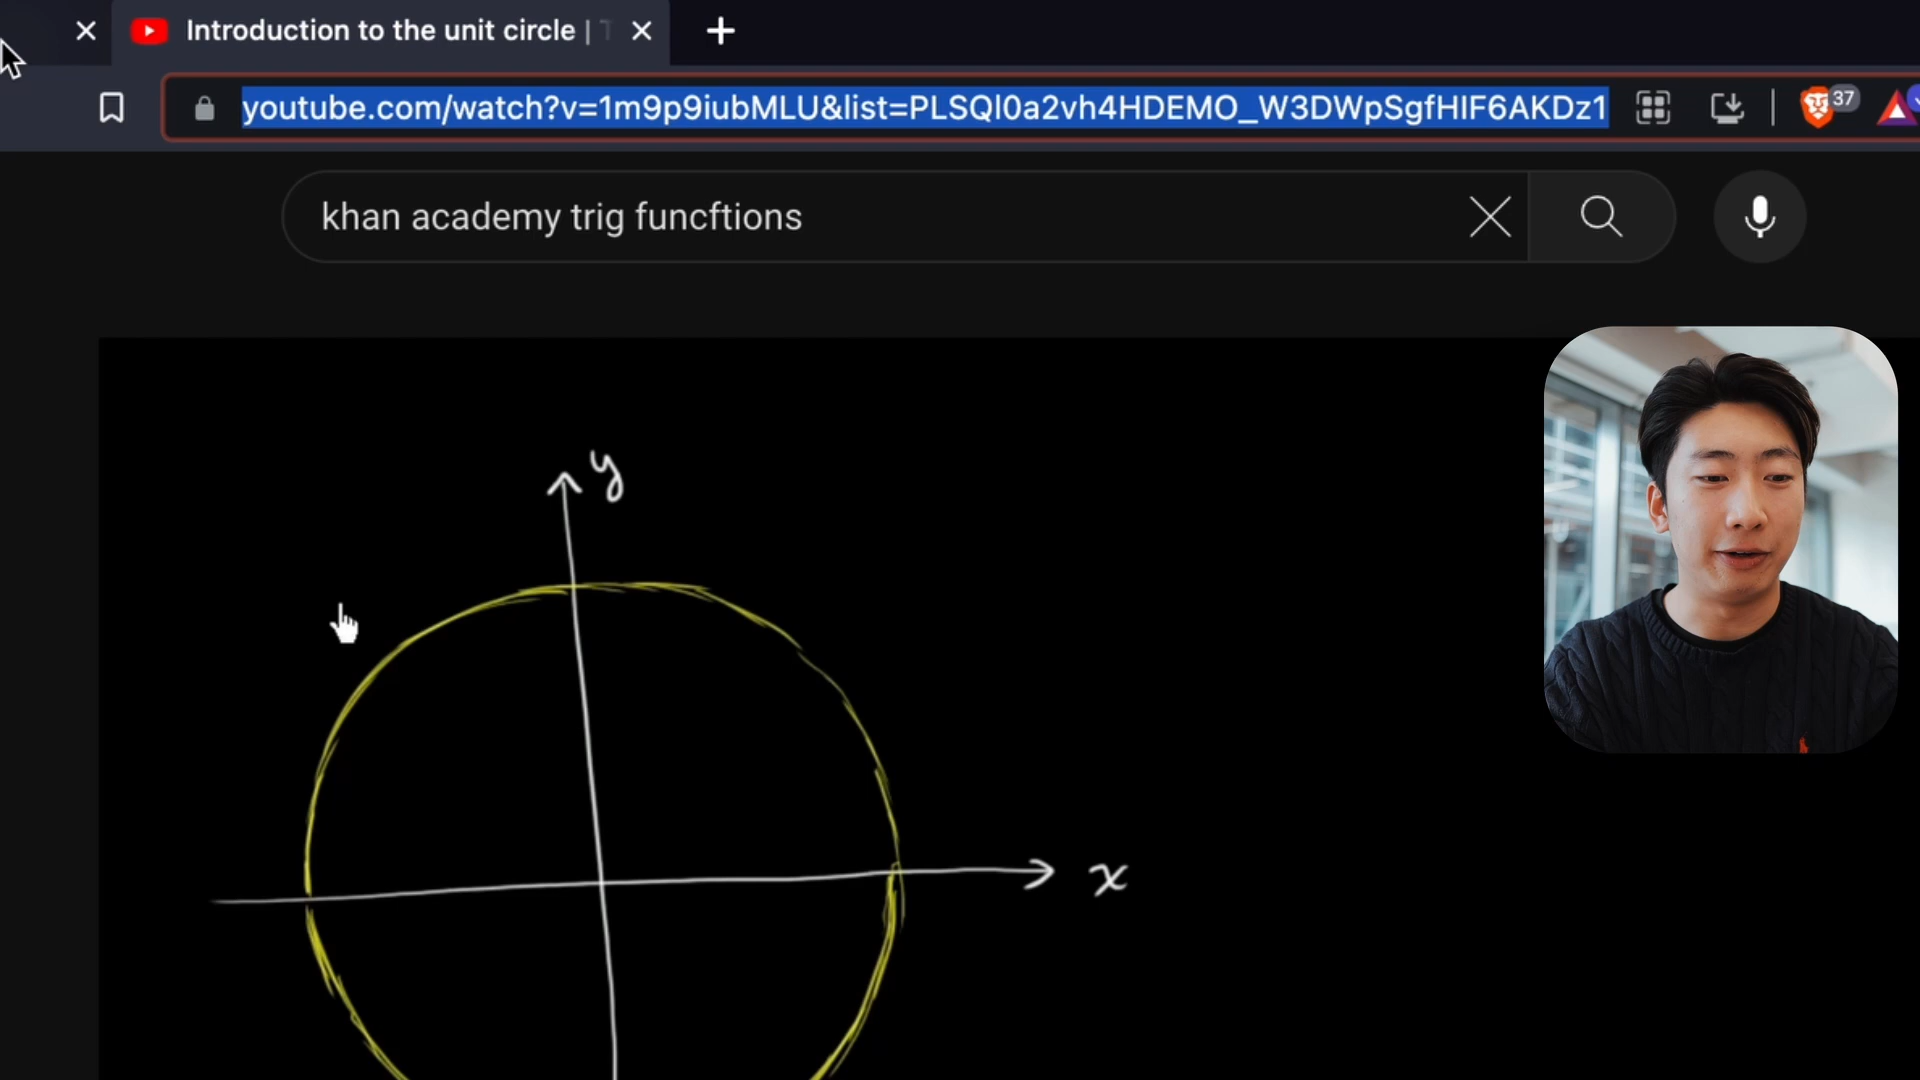 Introduction to the unit circle |
youtube.com/watch?v=1m9p9iubMLU&list=PLSQl0a2vh4HDEMO_W3DWpSgfHIF6AKDz1
37
khan academy trig funcftions
y
x